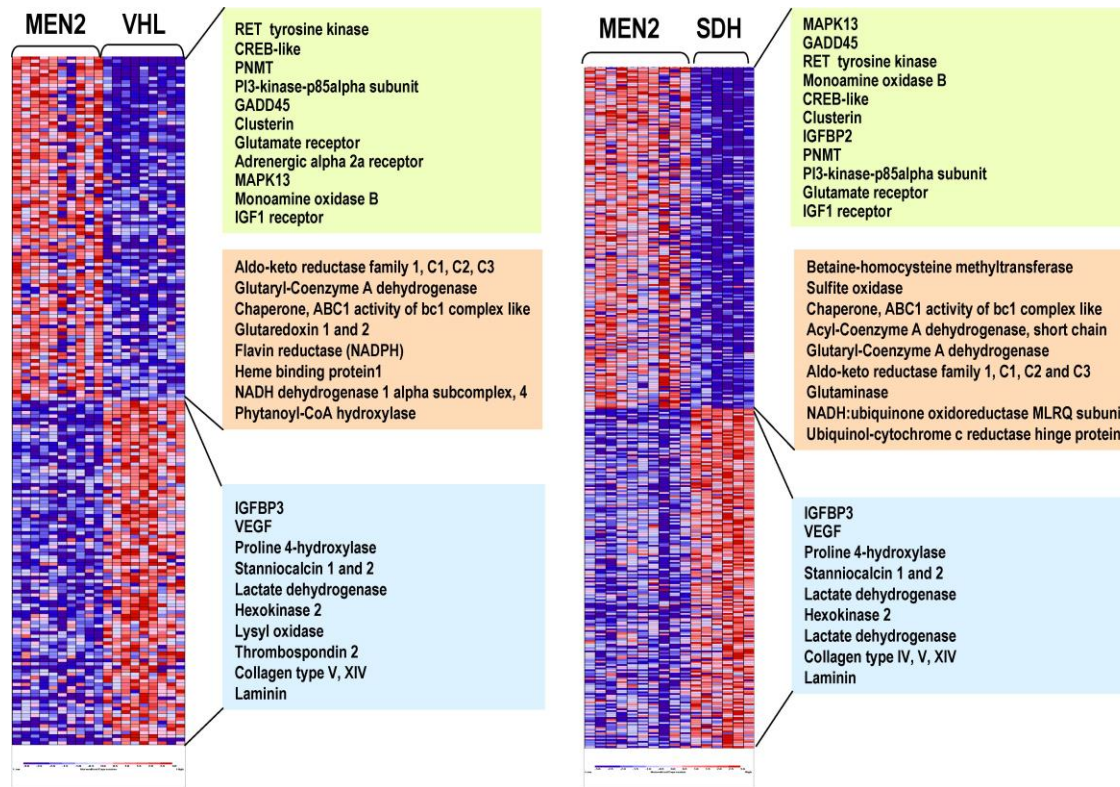 MEN2 VHL
RET tyrosine kinase
CREB-like
PNMT
PI3-kinase-p85alpha subunit
GADD45
Clusterin
Glutamate receptor
Adrenergic alpha 2a receptor
MAPK13
Monoamine oxidase B
IGF1 receptor
Aldo-keto reductase family 1, C1, C2, C3
Glutaryl-Coenzyme A dehydrogenase
Chaperone, ABC1 activity of bc1 complex like
Glutaredoxin 1 and 2
Flavin reductase (NADPH)
Heme binding protein1
NADH dehydrogenase 1 alpha subcomplex, 4
Phytanoyl-CoA hydroxylase
IGFBP3
VEGF
Proline 4-hydroxylase
Stanniocalcin 1 and 2
Lactate dehydrogenase
Hexokinase 2
Lysyl oxidase
Thrombospondin 2
Collagen type V, XIV
Laminin
MEN2 SDH
MAPK13
GADD45
RET tyrosine kinase
Monoamine oxidase B
CREB-like
Clusterin
IGFBP2
PNMT
PI3-kinase-p85alpha subunit
Glutamate receptor
IGF1 receptor
Betaine-homocysteine methyltransferase
Sulfite oxidase
Chaperone, ABC1 activity of bc1 complex like
Acyl-Coenzyme A dehydrogenase, short chain
Glutaryl-Coenzyme A dehydrogenase
Aldo-keto reductase family 1, C1, C2 and C3
Glutaminase
NADH:ubiquinone oxidoreductase MLRQ subuni
Ubiquinol-cytochrome c reductase hinge protein
IGFBP3
VEGF
Proline 4-hydroxylase
Stanniocalcin 1 and 2
Lactate dehydrogenase
Hexokinase 2
Lactate dehydrogenase
Collagen type IV, V, XIV
Laminin